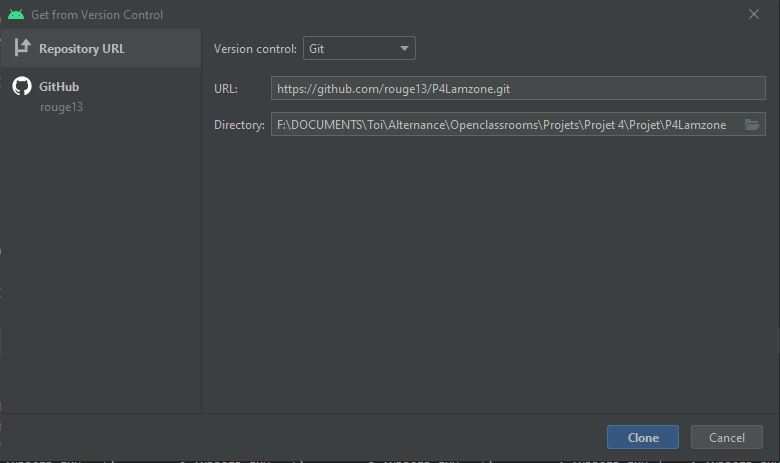 Get from Version Control
Repository URL
GitHub
rouge13
Version control: Git
URL: https://github.com/rouge13/P4Lamzone.git
Directory: F:\DOCUMENTS\Toi\Alternance\Openclassrooms\Projets\Projet 4\Projet\P4Lamzone
Clone Cancel